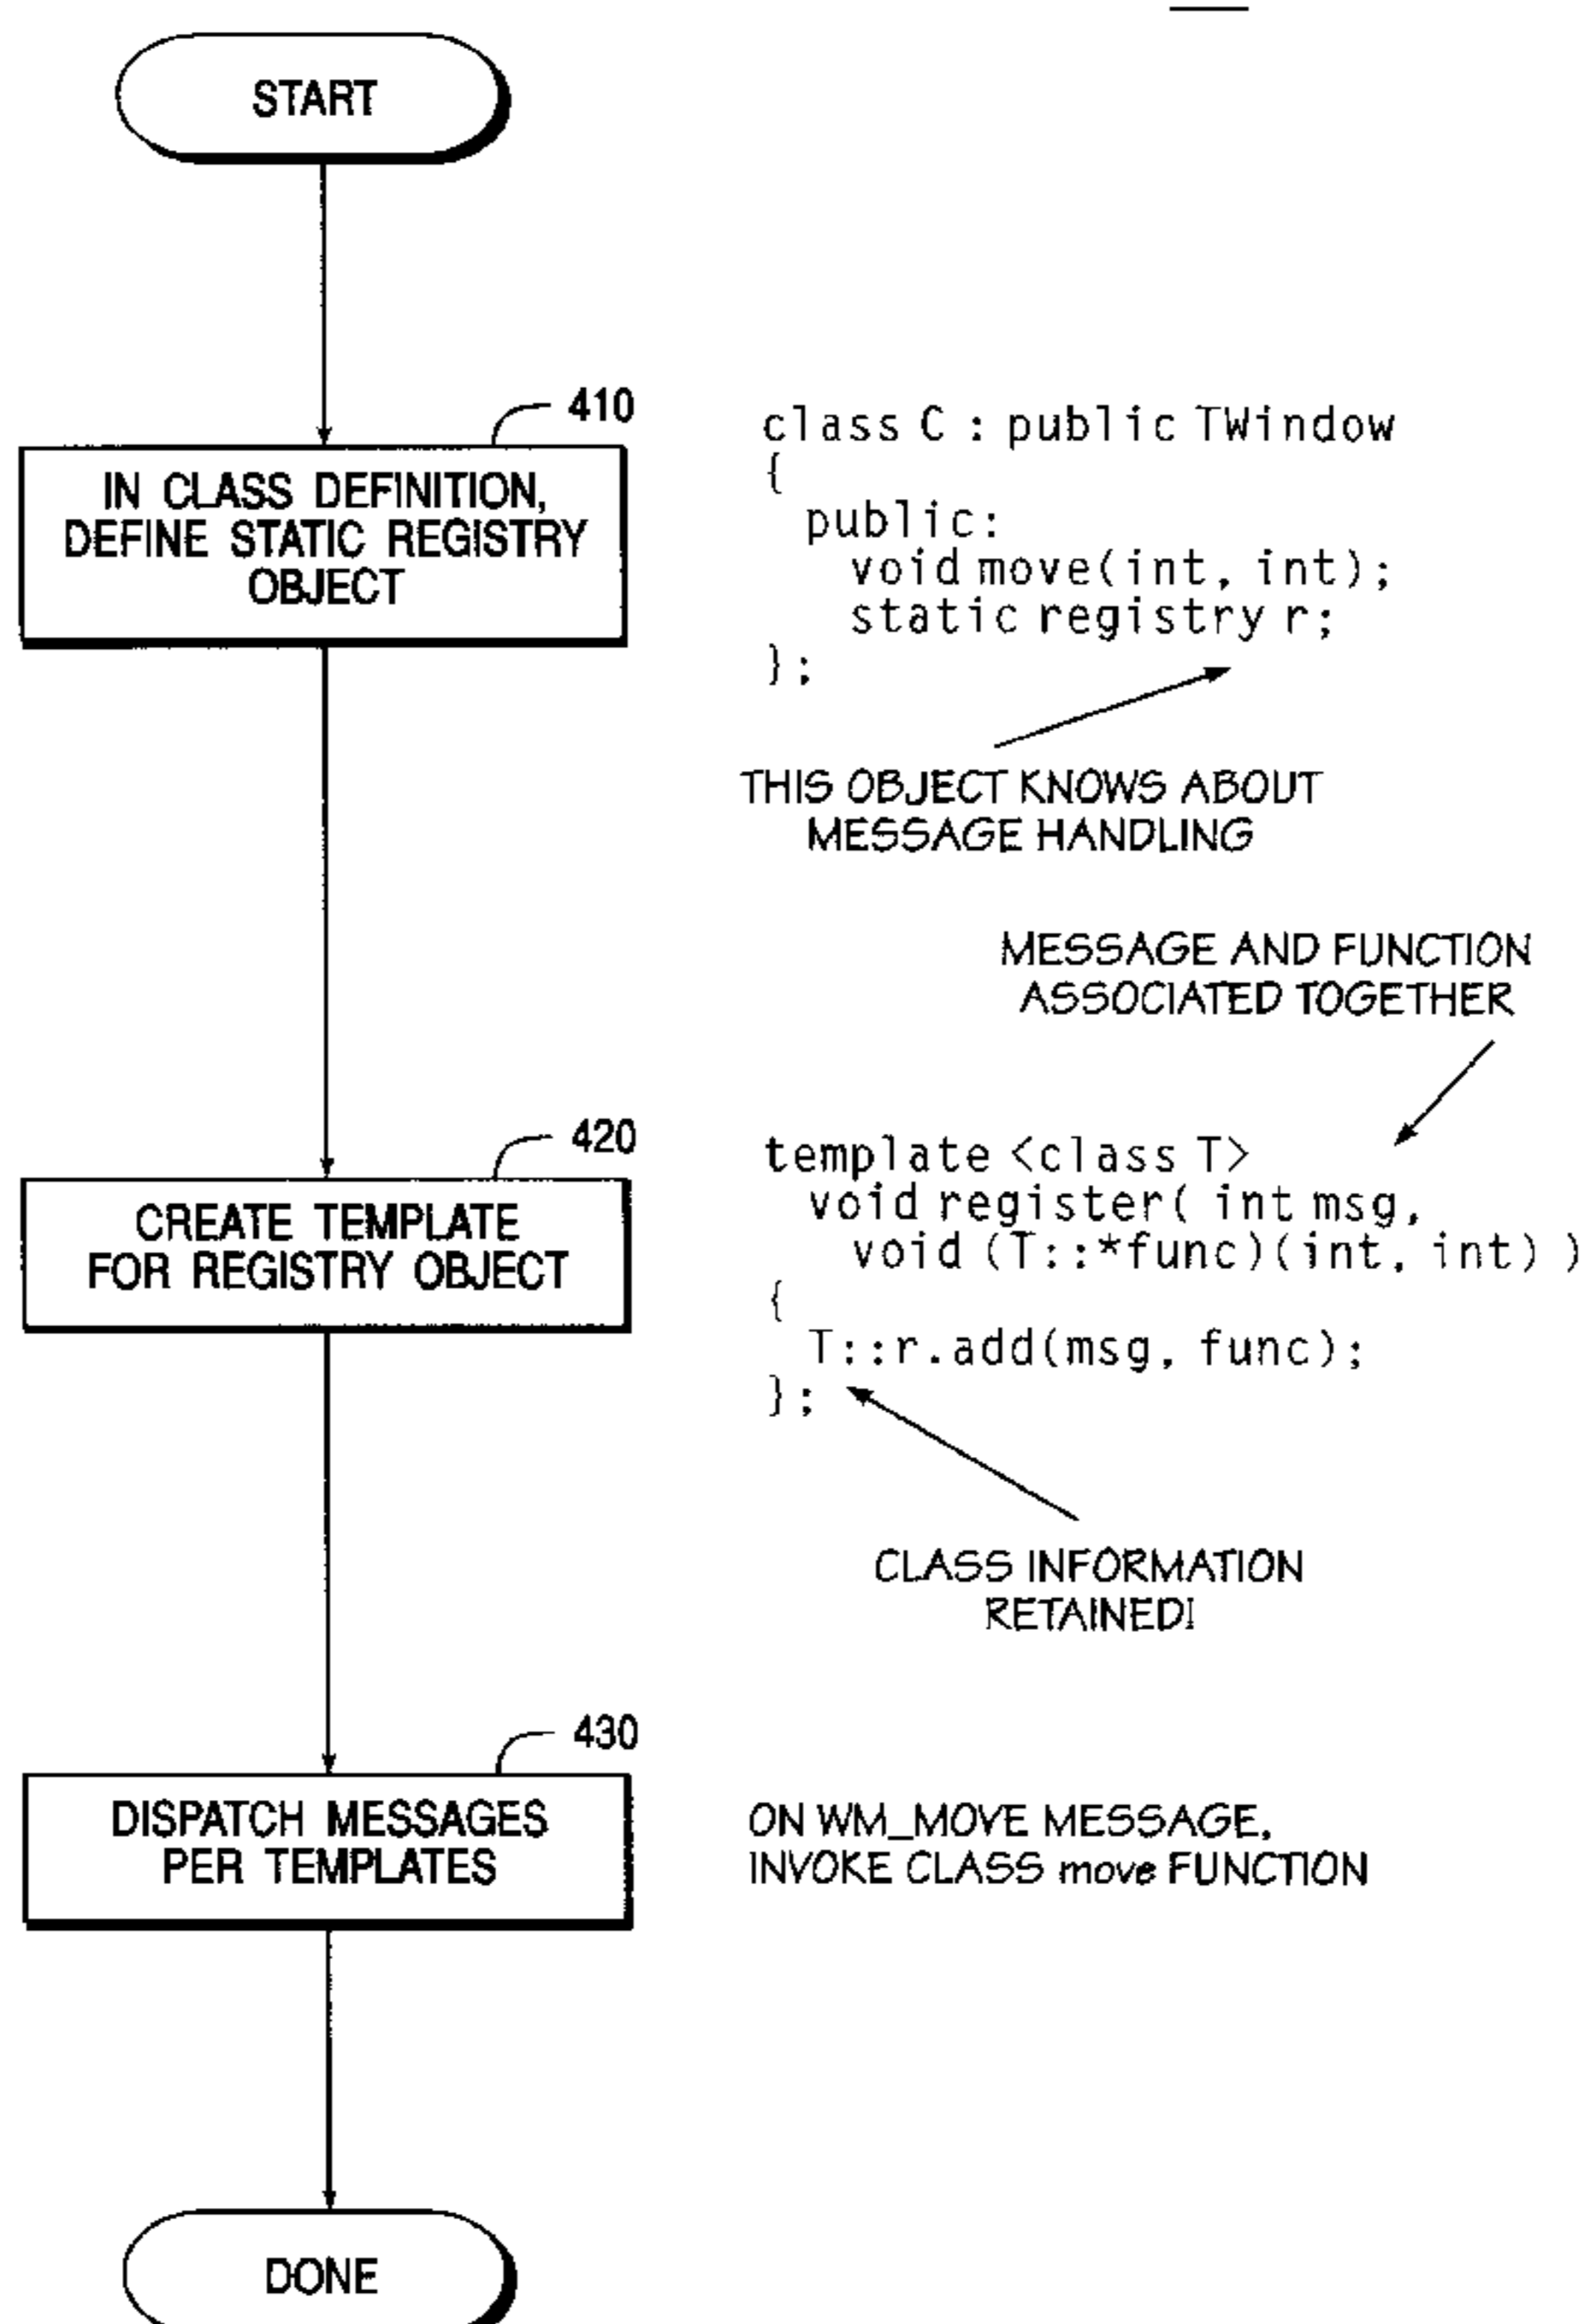 START
410
IN CLASS DEFINITION,
DEFINE STATIC REGISTRY
OBJECT
class C : public TWindow
{
public:
void move(int, int);
static registry r;
};
THIS OBJECT KNOWS ABOUT
MESSAGE HANDLING
MESSAGE AND FUNCTION
ASSOCIATED TOGETHER
420
CREATE TEMPLATE
FOR REGISTRY OBJECT
template <class T>
void register( int msg,
void (T::*func)(int, int) )
{
T::r.add(msg, func);
};
CLASS INFORMATION
RETAINED!
430
DISPATCH MESSAGES
PER TEMPLATES
ON WM_MOVE MESSAGE,
INVOKE CLASS move FUNCTION
DONE